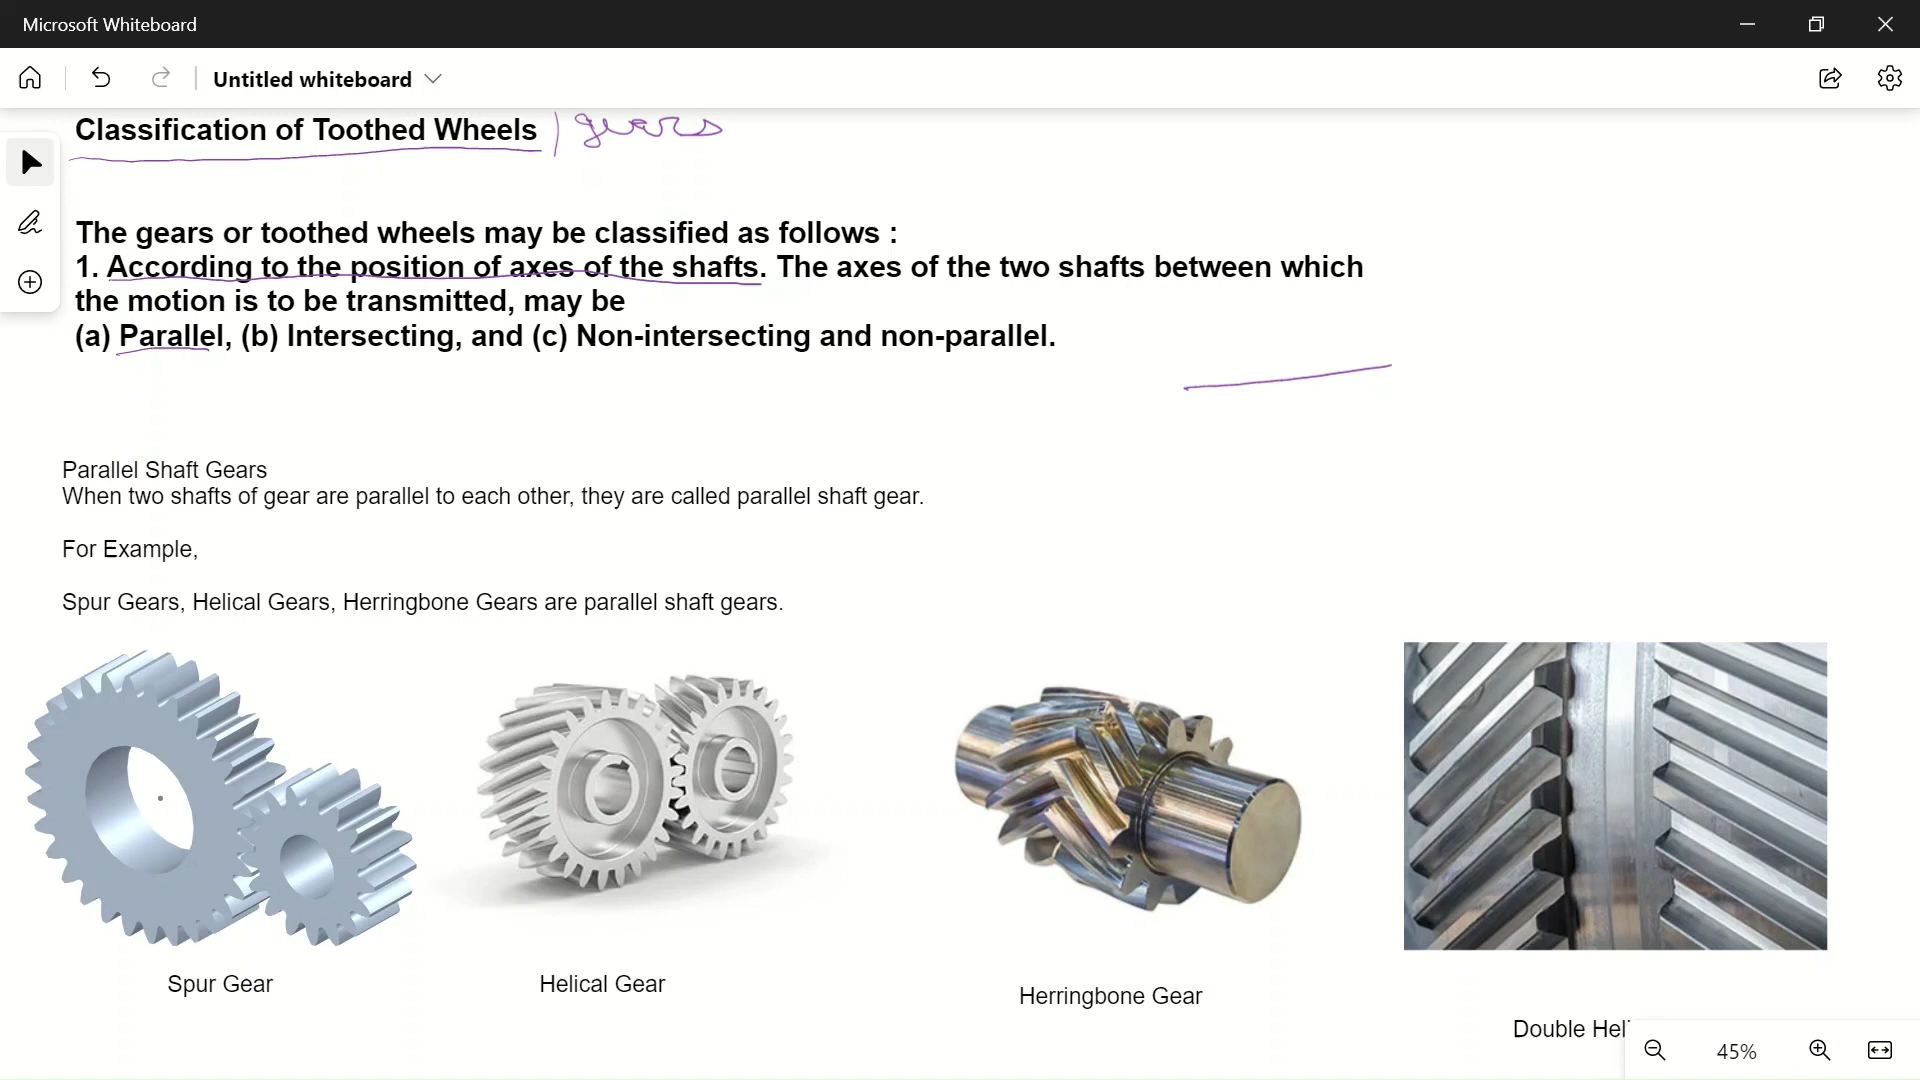 Microsoft Whiteboard
Untitled whiteboard
Classification of Toothed Wheels | gears
The gears or toothed wheels may be classified as follows :
1. According to the position of axes of the shafts. The axes of the two shafts between which
the motion is to be transmitted, may be
(a) Parallel, (b) Intersecting, and (c) Non-intersecting and non-parallel.
Parallel Shaft Gears
When two shafts of gear are parallel to each other, they are called parallel shaft gear.
For Example,
Spur Gears, Helical Gears, Herringbone Gears are parallel shaft gears.
Spur Gear
Helical Gear
Herringbone Gear
Double
45%